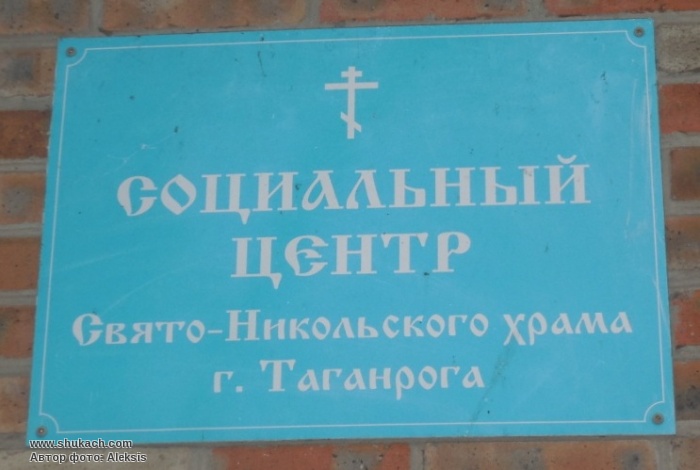 СОЦИАЛЬНЫЙ
ЦЕНТР
Свято-Никольского храма
г. Таганрога
www.shukach.com
Автор фото: Aleksis